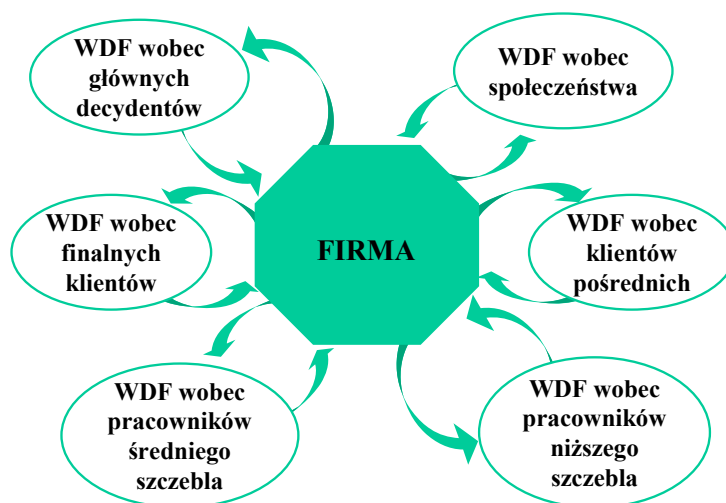 WDF wobec
głównych
decydentów
WDF wobec
społeczeństwa
WDF wobec
finalnych
klientów
FIRMA
WDF wobec
klientów
pośrednich
WDF wobec
pracowników
średniego
szczebla
WDF wobec
pracowników
niższego
szczebla